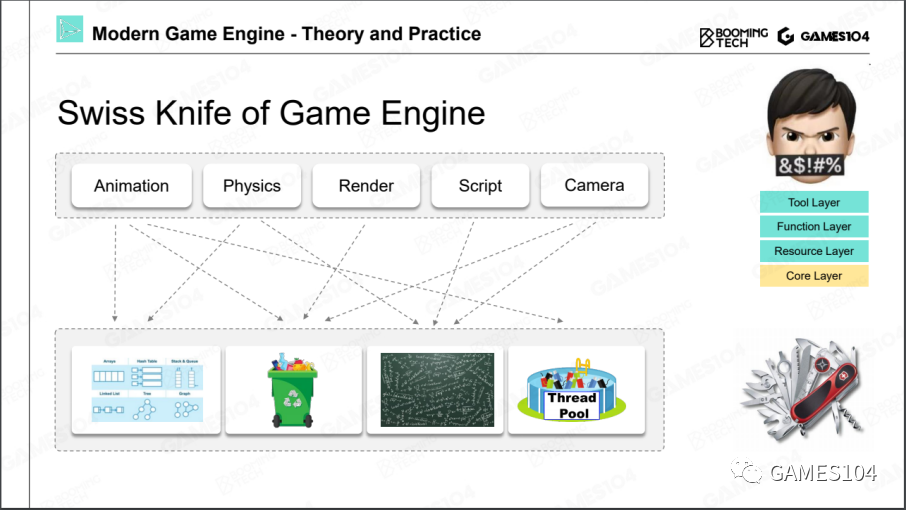 Modern Game Engine - Theory and Practice
BOOMING
TECH
GAMES104
Swiss Knife of Game Engine
&$!#%
Animation
Physics
Render
Script
Camera
Tool Layer
Function Layer
Resource Layer
Core Layer
Arrays
Hash Table
Stack & Queue
Linked List
Tree
Graph
Thread
Pool
GAMES104